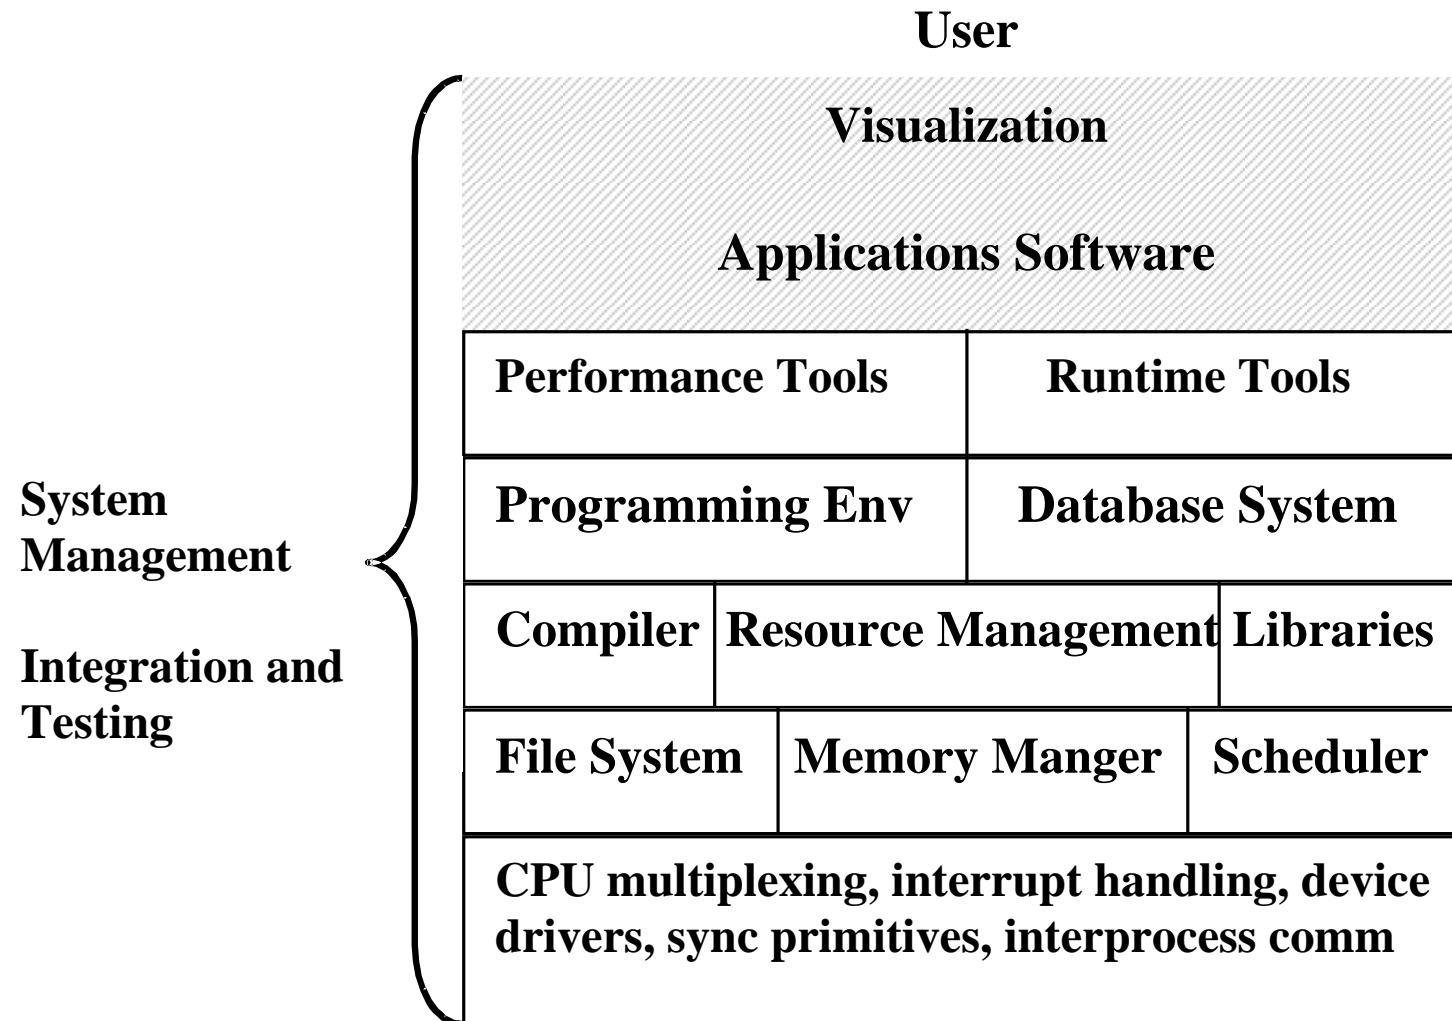 User
Visualization
Applications Software
Performance Tools
Runtime Tools
Programming Env
Database System
System
Management
Integration and
Testing
Compiler
Resource Management
Libraries
File System
Memory Manger
Scheduler
CPU multiplexing, interrupt handling, device
drivers, sync primitives, interprocess comm